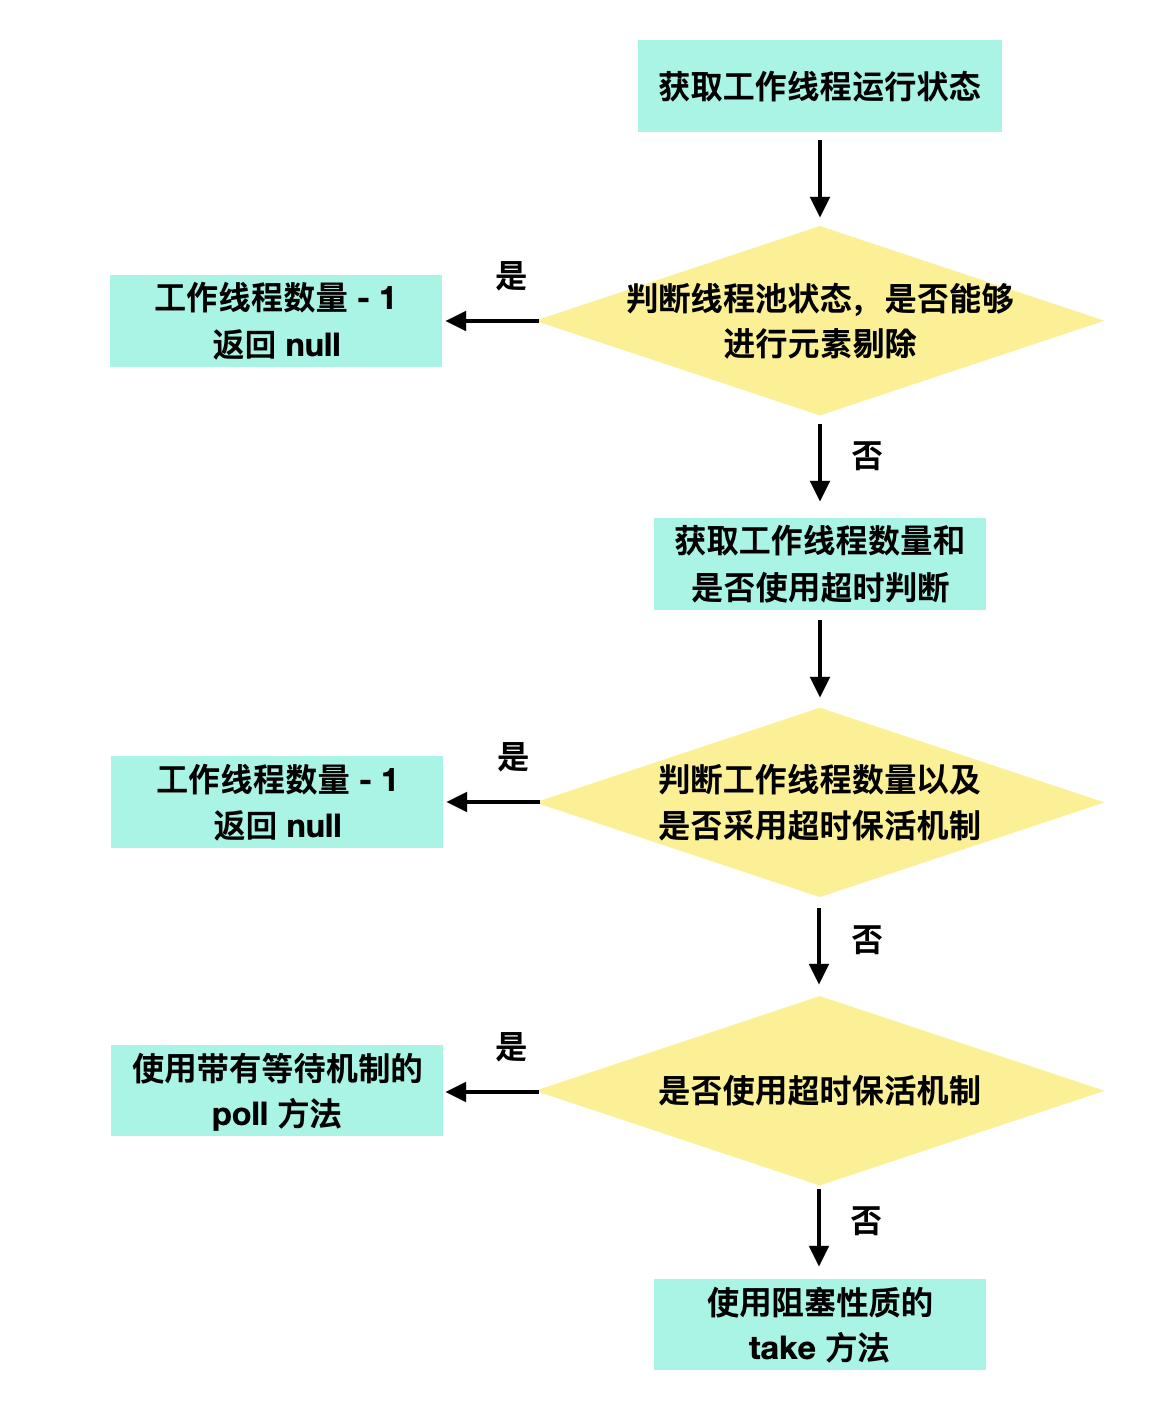 获取工作线程运行状态
是
判断线程池状态，是否能够
进行元素剔除
工作线程数量 - 1
返回 null
否
获取工作线程数量和
是否使用超时判断
是
判断工作线程数量以及
是否采用超时保活机制
工作线程数量 - 1
返回 null
否
是
是否使用超时保活机制
使用带有等待机制的
poll 方法
否
使用阻塞性质的
take 方法